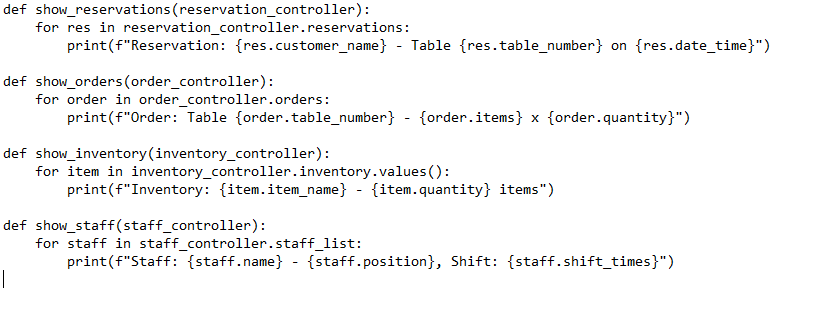 def show_reservations(reservation_controller):
    for res in reservation_controller.reservations:
        print(f"Reservation: {res.customer_name} - Table {res.table_number} on {res.date_time}")

def show_orders(order_controller):
    for order in order_controller.orders:
        print(f"Order: Table {order.table_number} - {order.items} x {order.quantity}")

def show_inventory(inventory_controller):
    for item in inventory_controller.inventory.values():
        print(f"Inventory: {item.item_name} - {item.quantity} items")

def show_staff(staff_controller):
    for staff in staff_controller.staff_list:
        print(f"Staff: {staff.name} - {staff.position}, Shift: {staff.shift_times}")